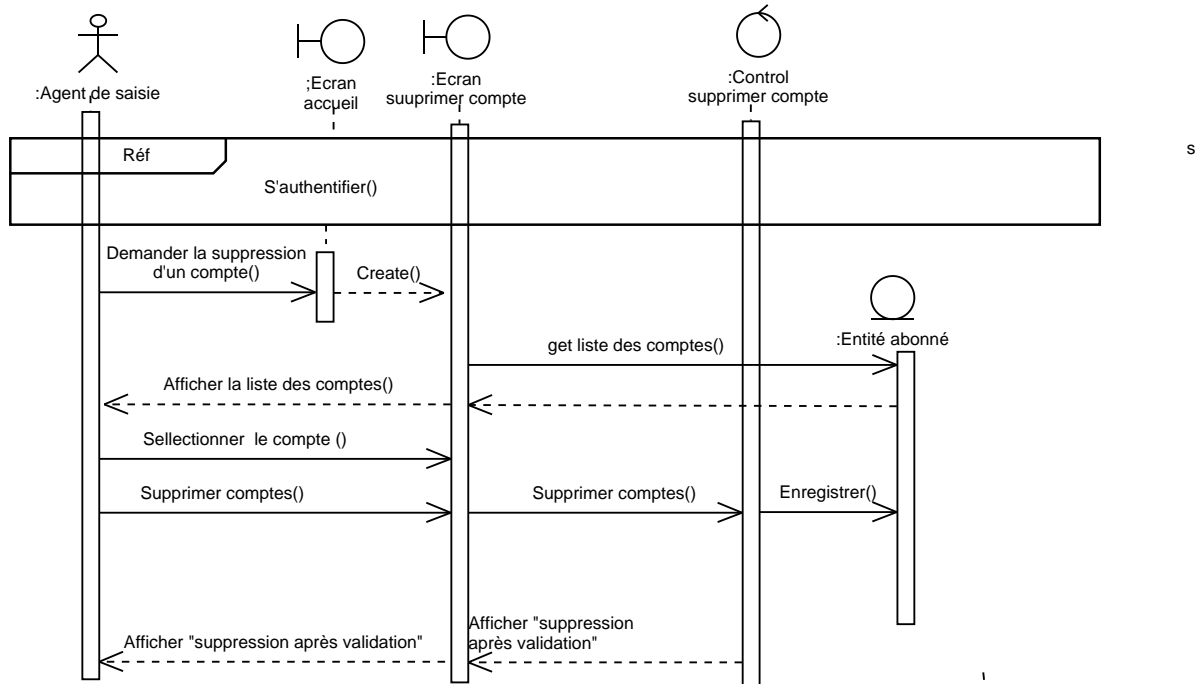 :Agent de saisie
;Ecran
accueil
:Ecran
suuprimer compte
:Control
supprimer compte
Réf
s
S'authentifier()
Demander la suppression
d'un compte()
Create()
:Entité abonné
get liste des comptes()
Afficher la liste des comptes()
Sellectionner le compte ()
Supprimer comptes()
Supprimer comptes()
Enregistrer()
Afficher "suppression après validation"
Afficher "suppression
après validation"